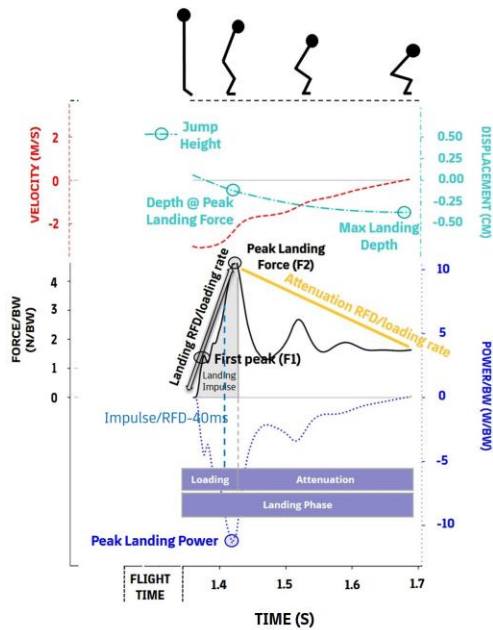 VELOCITY (M/S)
2
0
-2
Jump
Height
Depth @ Peak
Landing Force
Max Landing
Depth
DISPLACEMENT (CM)
0.50
0.25
0.00
-0.25
-0.50
FORCE/BW
(N/BW)
4
3
2
1
0
Landing RFD/loading rate
Peak Landing
Force (F2)
Attenuation RFD/loading rate
First peak (F1)
Landing
Impulse
Impulse/RFD-40ms
POWER/BW (W/BW)
10
5
0
-5
-10
Loading
Attenuation
Landing Phase
Peak Landing Power
FLIGHT
TIME
1.4
1.5
1.6
1.7
TIME (S)